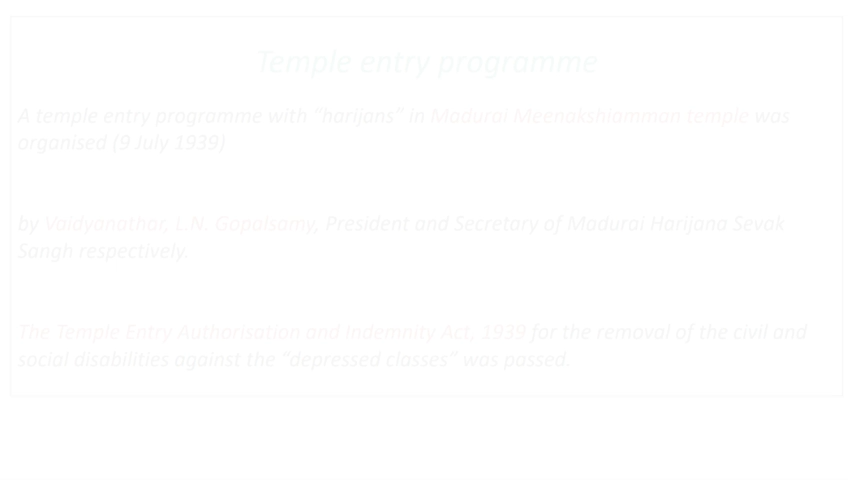 Temple entry programme
A temple entry programme with “harijans” in Madurai Meenakshiamman temple was
organised (9 July 1939)
by Vaidyanathar, L.N. Gopalsamy, President and Secretary of Madurai Harijana Sevak
Sangh respectively.
The Temple Entry Authorisation and Indemnity Act, 1939 for the removal of the civil and
social disabilities against the “depressed classes” was passed.